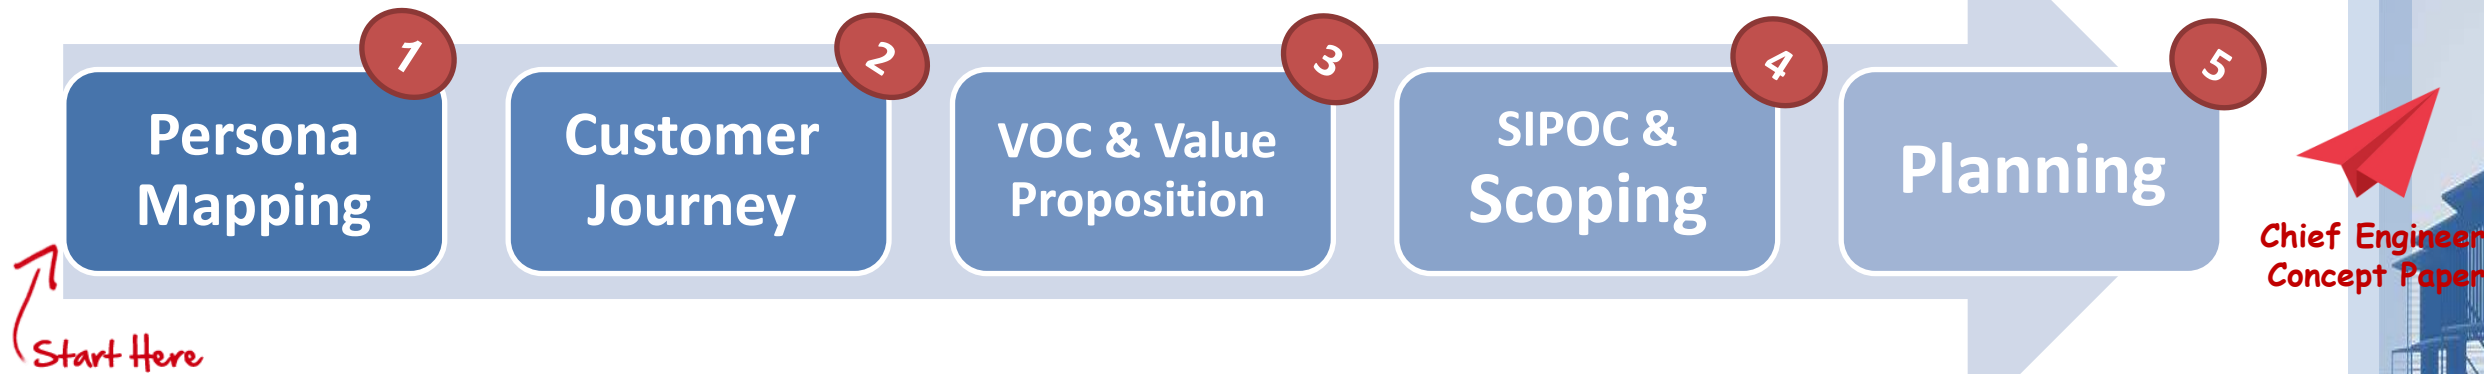 1
Persona
Mapping
2
Customer
Journey
3
VOC & Value
Proposition
4
SIPOC &
Scoping
5
Planning
Chief Engineer
Concept Paper
Start Here